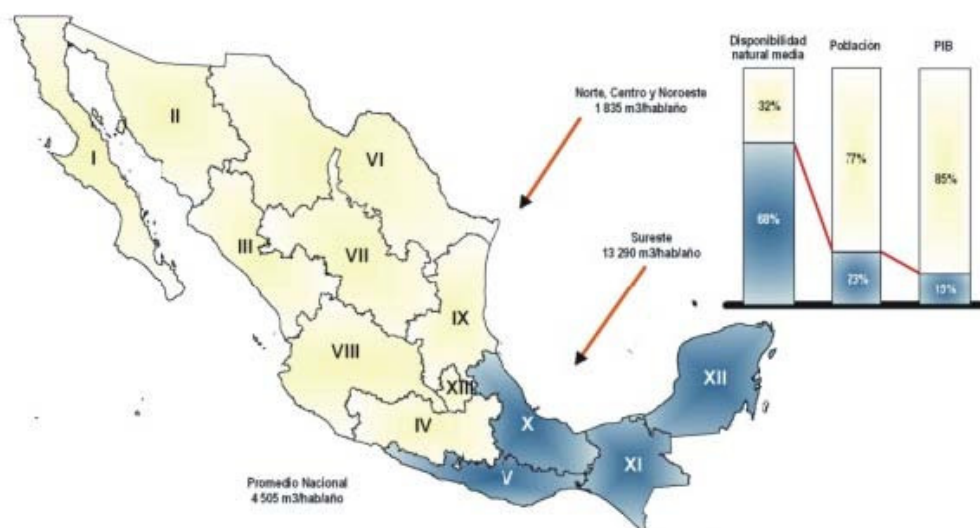 Disponibilidad
natural media
Población
PIB
32%
77%
85%
68%
23%
15%
Norte, Centro y Noroeste
1 835 m3/hab/año
Sureste
13 290 m3/hab/año
I
II
VI
III
VII
IX
VIII
XIII
IV
X
V
XI
XII
Promedio Nacional
4 505 m3/hab/año